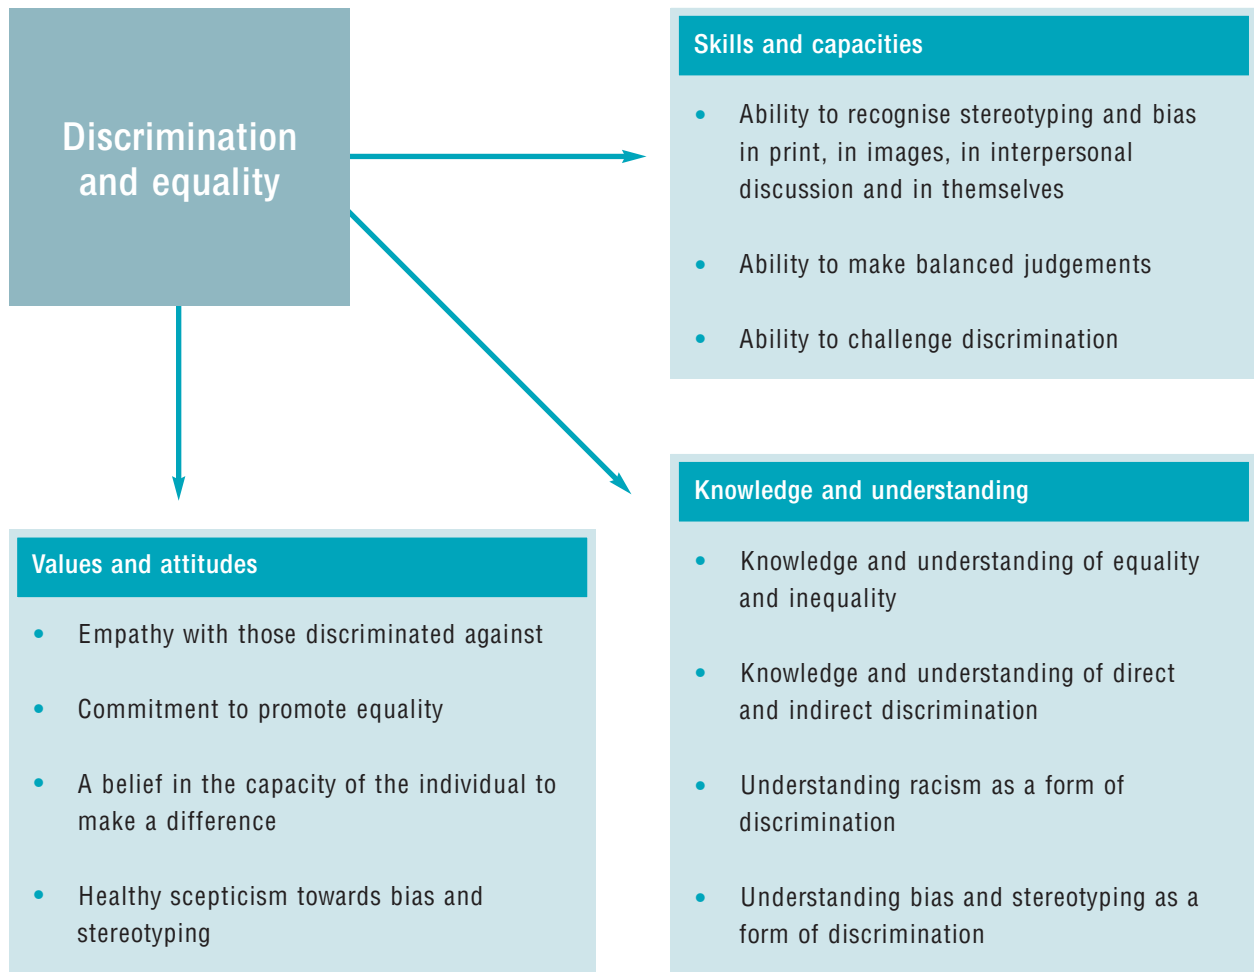 Discrimination
and equality
Skills and capacities
• Ability to recognise stereotyping and bias
in print, in images, in interpersonal
discussion and in themselves
• Ability to make balanced judgements
• Ability to challenge discrimination
Knowledge and understanding
• Knowledge and understanding of equality
and inequality
• Knowledge and understanding of direct
and indirect discrimination
• Understanding racism as a form of
discrimination
• Understanding bias and stereotyping as a
form of discrimination
Values and attitudes
• Empathy with those discriminated against
• Commitment to promote equality
• A belief in the capacity of the individual to
make a difference
• Healthy scepticism towards bias and
stereotyping